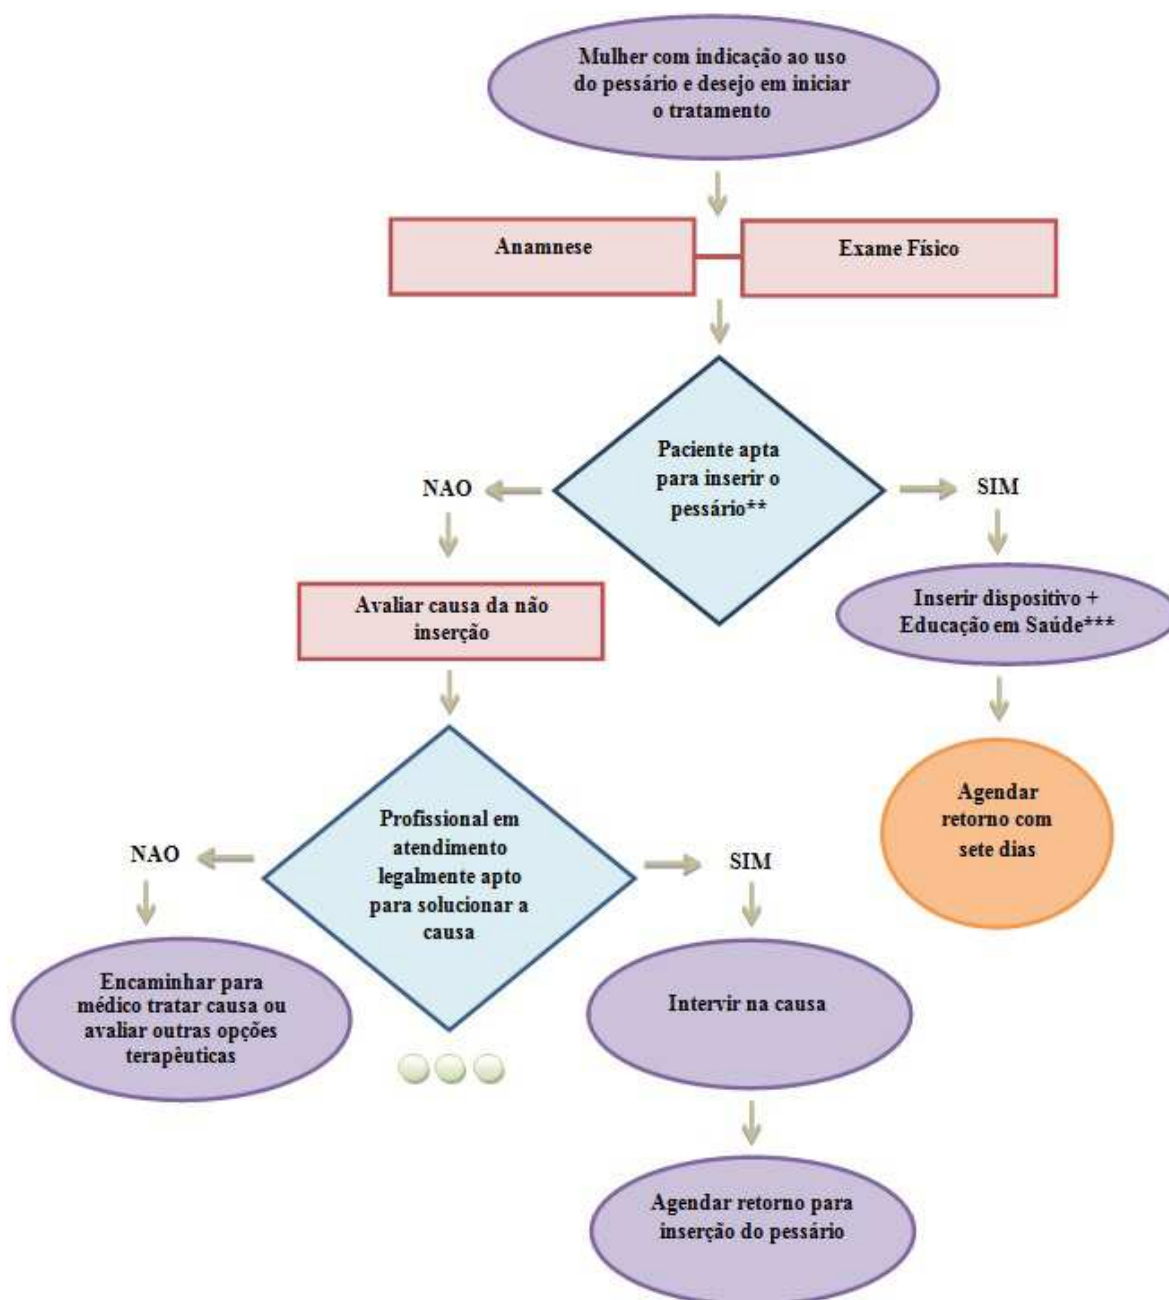 Mulher com indicação ao uso
do pessário e desejo em iniciar
o tratamento
Anamnese
Exame Físico
Paciente apta
para inserir o
pessário**
NAO
SIM
Avaliar causa da não
inserção
Inserir dispositivo +
Educação em Saúde***
Agendar
retorno com
sete dias
Profissional em
atendimento
legalmente apto
para solucionar a
causa
NAO
SIM
Encaminhar para
médico tratar causa ou
avaliar outras opções
terapêuticas
Intervir na causa
Agendar retorno para
inserção do pessário